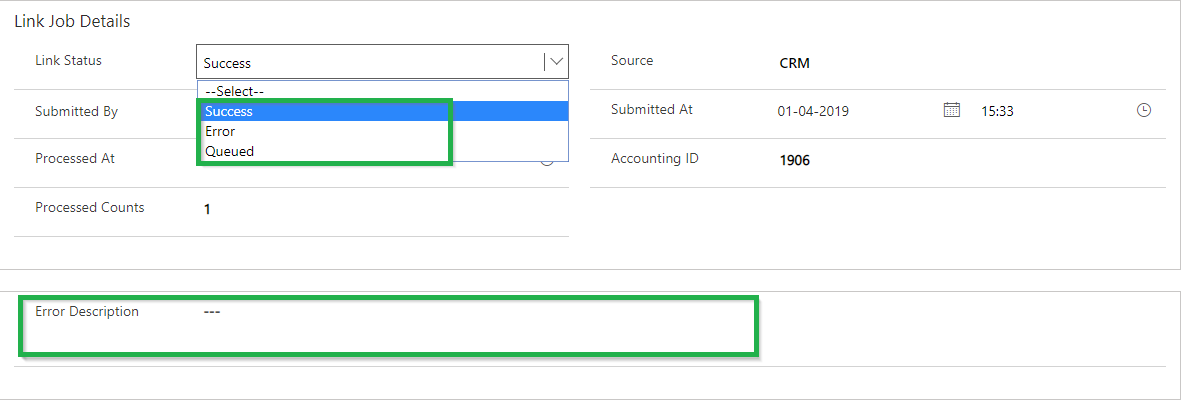 Link Job Details
Link Status
Success
--Select--
Success
Error
Queued
Source
CRM
Submitted By
Submitted At
01-04-2019
15:33
Processed At
Accounting ID
1906
Processed Counts
1
Error Description
---